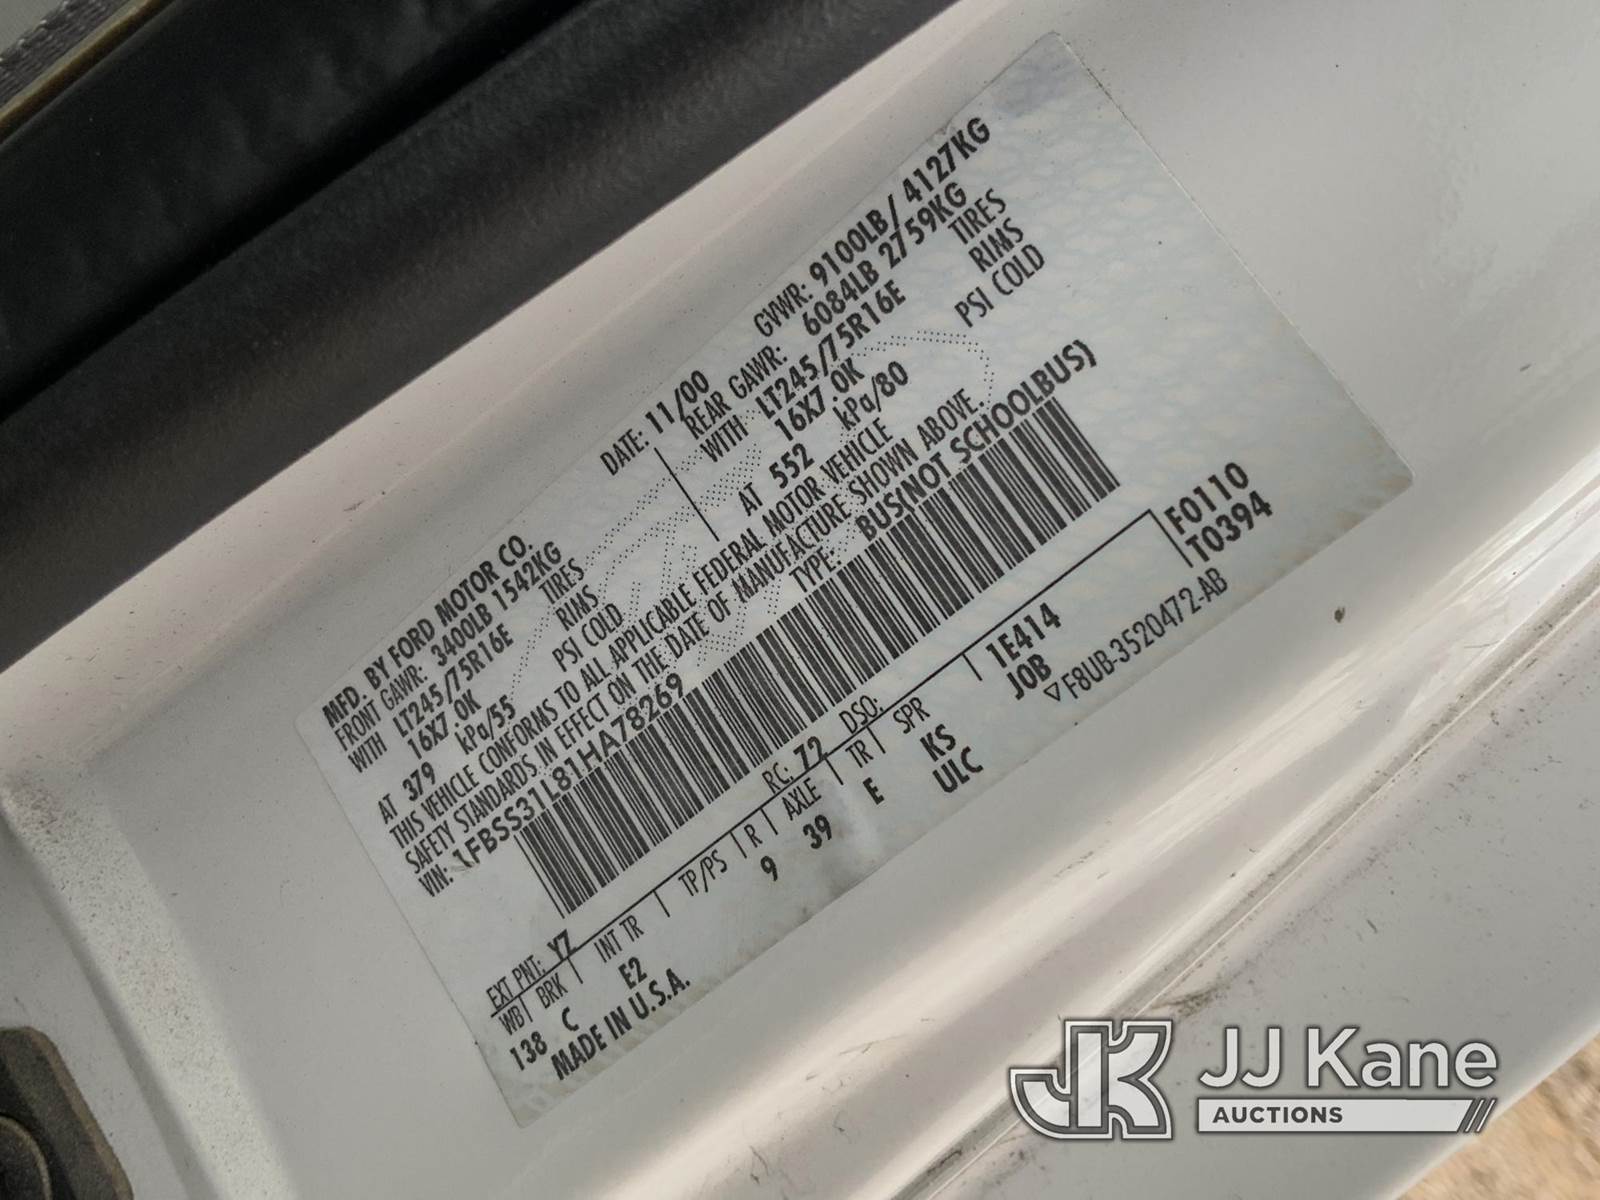 MFD. BY FORD MOTOR CO.
DATE: 11/00 GVWR: 9100LB/ 4127KG
FRONT GAWR: 3400LB 1542KG REAR GAWR: 6084LB 2759KG
WITH LT245/75R16E TIRES WITH LT245/75R16E TIRES
16X7.0K RIMS 16X7.0K RIMS
AT 379 kPa/55 PSI COLD AT 552 kPa/80 PSI COLD
THIS VEHICLE CONFORMS TO ALL APPLICABLE FEDERAL MOTOR VEHICLE
SAFETY STANDARDS IN EFFECT ON THE DATE OF MANUFACTURE SHOWN ABOVE.
VIN: 1FBSS31L81HA78269 TYPE: BUS(NOT SCHOOLBUS)
EXT PNT: YZ RC: 72 DSO: F0110
WB BRK INT TR TP/PS R AXLE TR SPR 1E414 T0394
138 C E2 9 39 E KS JOB
ULC
MADE IN U.S.A. F8UB-3520472-AB
JK JJ Kane
AUCTIONS